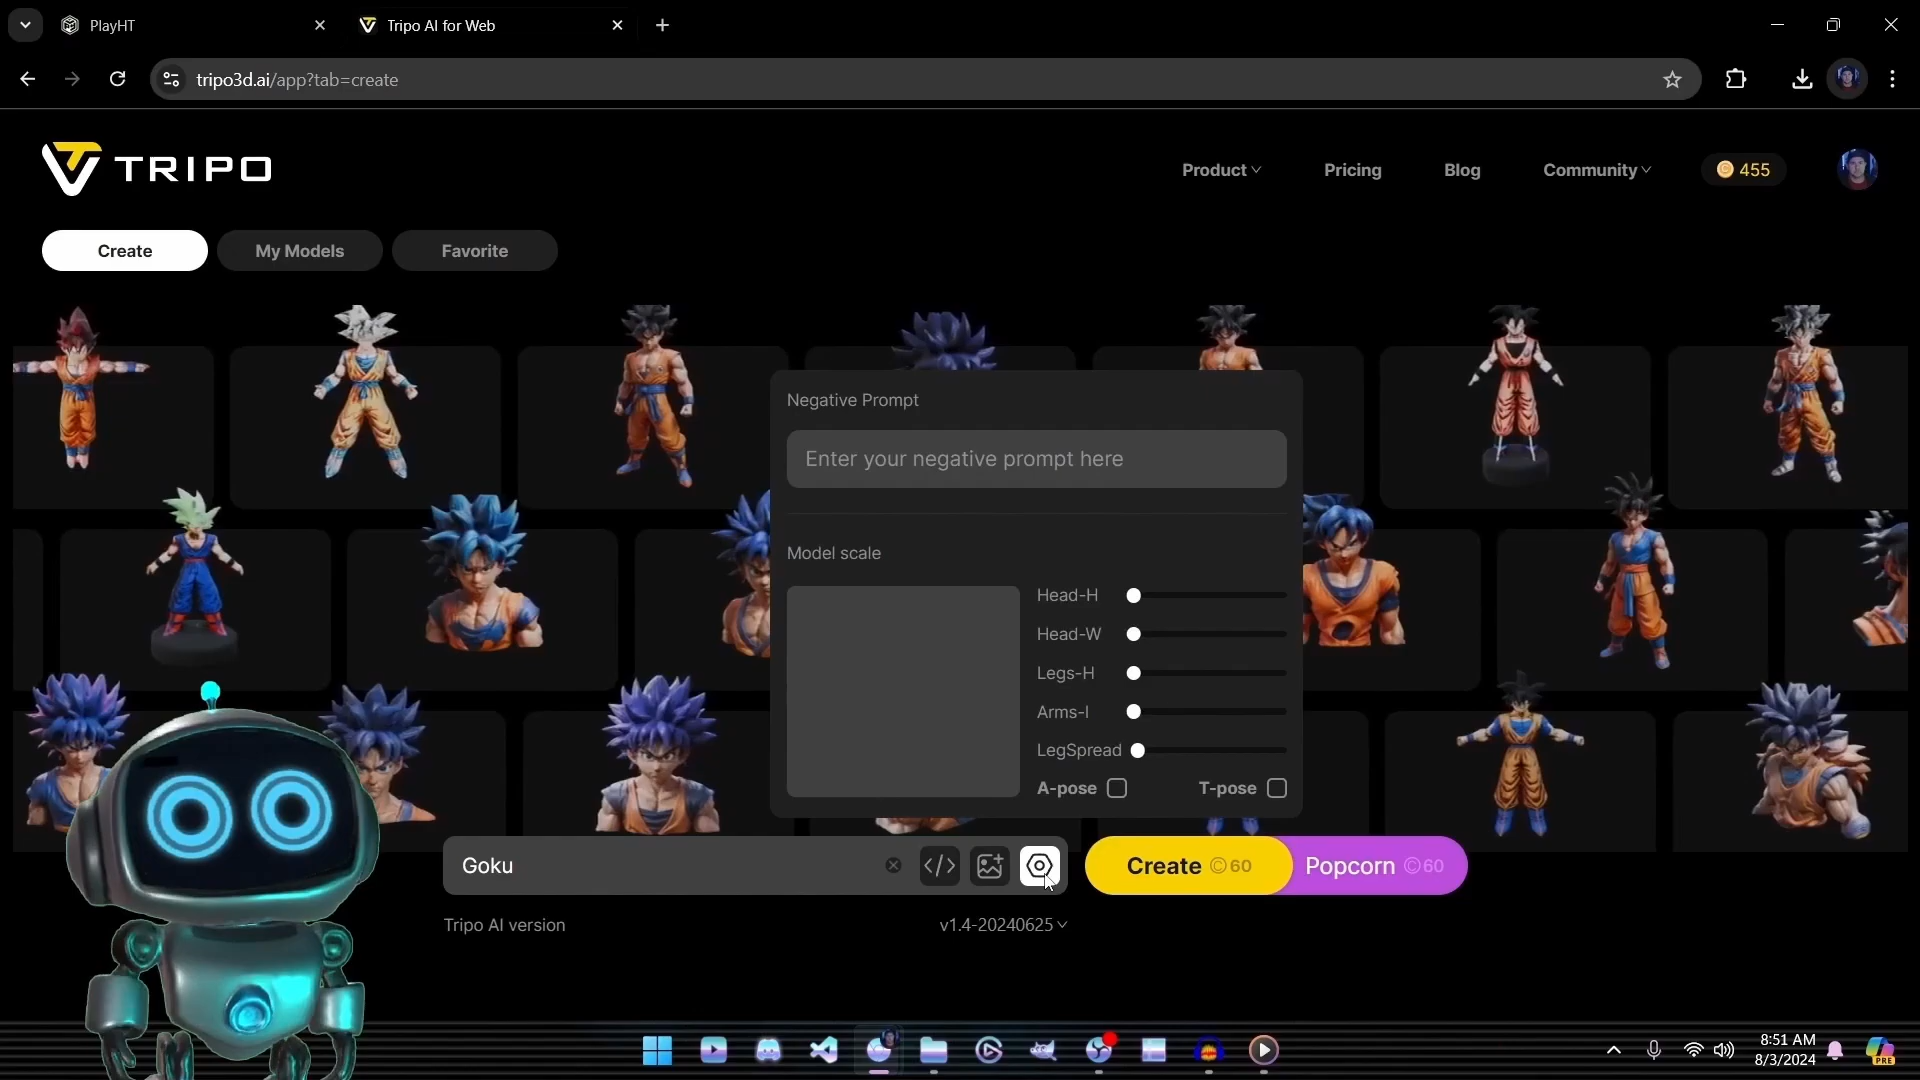 PlayHT
Tripo AI for Web
tripo3d.ai/app?tab=create
TRIPO
Product
Pricing
Blog
Community
455
Create
My Models
Favorite
Negative Prompt
Enter your negative prompt here
Model scale
Head-H
Head-W
Legs-H
Arms-l
LegSpread
A-pose
T-pose
Goku
</>
Create C 60
Popcorn C 60
Tripo AI version
v1.4-20240625
8:51 AM
8/3/2024
PRE